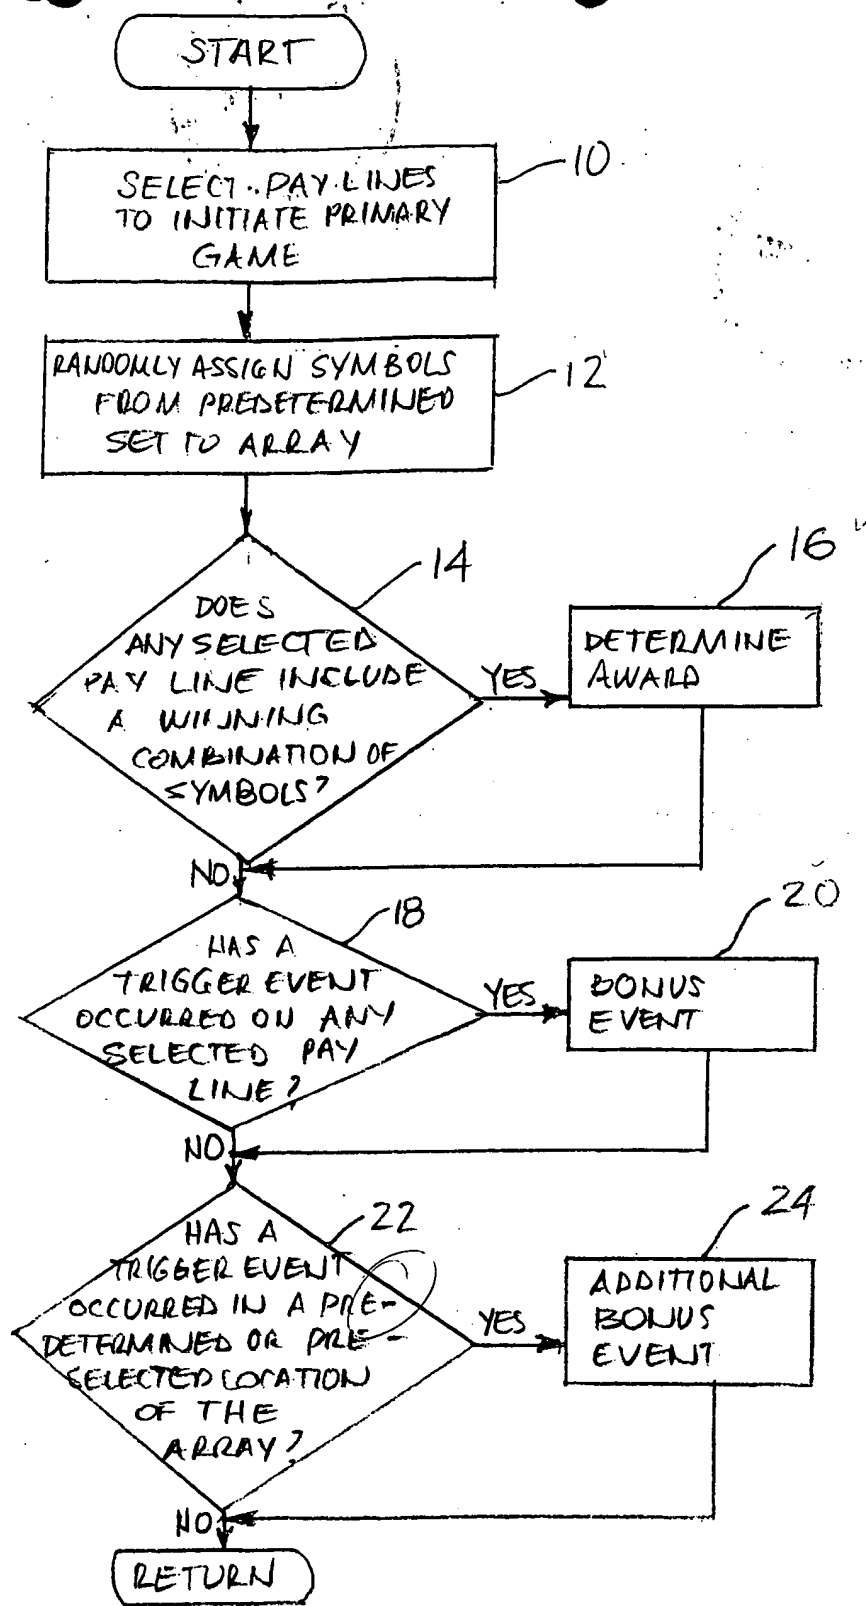 START
10
SELECT PAY LINES
TO INITIATE PRIMARY
GAME
12
RANDOMLY ASSIGN SYMBOLS
FROM PREDETERMINED
SET TO ARRAY
14
DOES
ANY SELECTED
PAY LINE INCLUDE
A WINNING
COMBINATION OF
SYMBOLS?
YES
16
DETERMINE
AWARD
NO
18
HAS A
TRIGGER EVENT
OCCURRED ON ANY
SELECTED PAY
LINE?
YES
20
BONUS
EVENT
NO
22
HAS A
TRIGGER EVENT
OCCURRED IN A PRE-
DETERMINED OR PRE-
SELECTED LOCATION
OF THE
ARRAY?
YES
24
ADDITIONAL
BONUS
EVENT
NO
RETURN